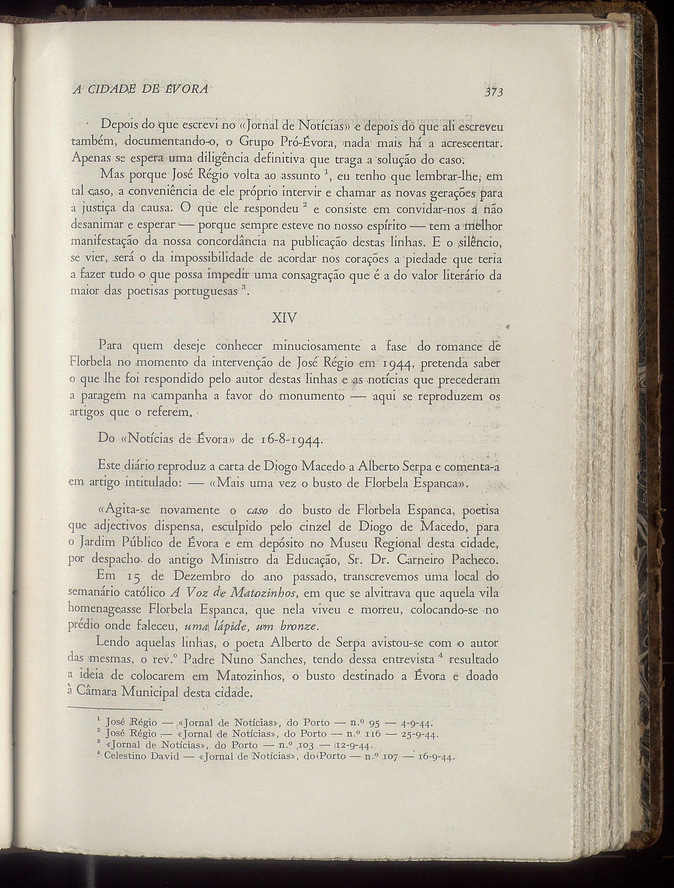 A CIDADE DE ÉVORA 373
Depois do que escrevi no «Jornal de Notícias» e depois do que ali escreveu
também, documentando-o, o Grupo Pró-Évora, nada mais há a acrescentar.
Apenas se espera uma diligência definitiva que traga a solução do caso.
Mas porque José Régio volta ao assunto ¹, eu tenho que lembrar-lhe, em
tal caso, a conveniência de ele próprio intervir e chamar as novas gerações para
a justiça da causa. O que ele respondeu ² e consiste em convidar-nos a não
desanimar e esperar — porque sempre esteve no nosso espírito — tem a melhor
manifestação da nossa concordância na publicação destas linhas. E o silêncio,
se vier, será o da impossibilidade de acordar nos corações a piedade que teria
a fazer tudo o que possa impedir uma consagração que é a do valor literário da
maior das poetisas portuguesas ³.
XIV
Para quem deseje conhecer minuciosamente a fase do romance de
Florbela no momento da intervenção de José Régio em 1944, pretenda saber
o que lhe foi respondido pelo autor destas linhas e as notícias que precederam
a paragem na campanha a favor do monumento — aqui se reproduzem os
artigos que o referem.
Do «Notícias de Évora» de 16-8-1944.
Este diário reproduz a carta de Diogo Macedo a Alberto Serpa e comenta-a
em artigo intitulado: — «Mais uma vez o busto de Florbela Espanca».
«Agita-se novamente o caso do busto de Florbela Espanca, poetisa
que adjectivos dispensa, esculpido pelo cinzel de Diogo de Macedo, para
o Jardim Público de Évora e em depósito no Museu Regional desta cidade,
por despacho do antigo Ministro da Educação, Sr. Dr. Carneiro Pacheco.
Em 15 de Dezembro do ano passado, transcrevemos uma local do
semanário católico A Voz de Matozinhos, em que se alvitrava que aquela vila
homenageasse Florbela Espanca, que nela viveu e morreu, colocando-se no
prédio onde faleceu, uma lápide, um bronze.
Lendo aquelas linhas, o poeta Alberto de Serpa avistou-se com o autor
das mesmas, o rev.º Padre Nuno Sanches, tendo dessa entrevista ⁴ resultado
a ideia de colocarem em Matozinhos, o busto destinado a Évora e doado
à Câmara Municipal desta cidade.
¹ José Régio — «Jornal de Notícias», do Porto — n.º 95 — 4-9-44.
² José Régio — «Jornal de Notícias», do Porto — n.º 116 — 25-9-44.
³ «Jornal de Notícias», do Porto — n.º 103 — 12-9-44.
⁴ Celestino David — «Jornal de Notícias», do Porto — n.º 107 — 16-9-44.